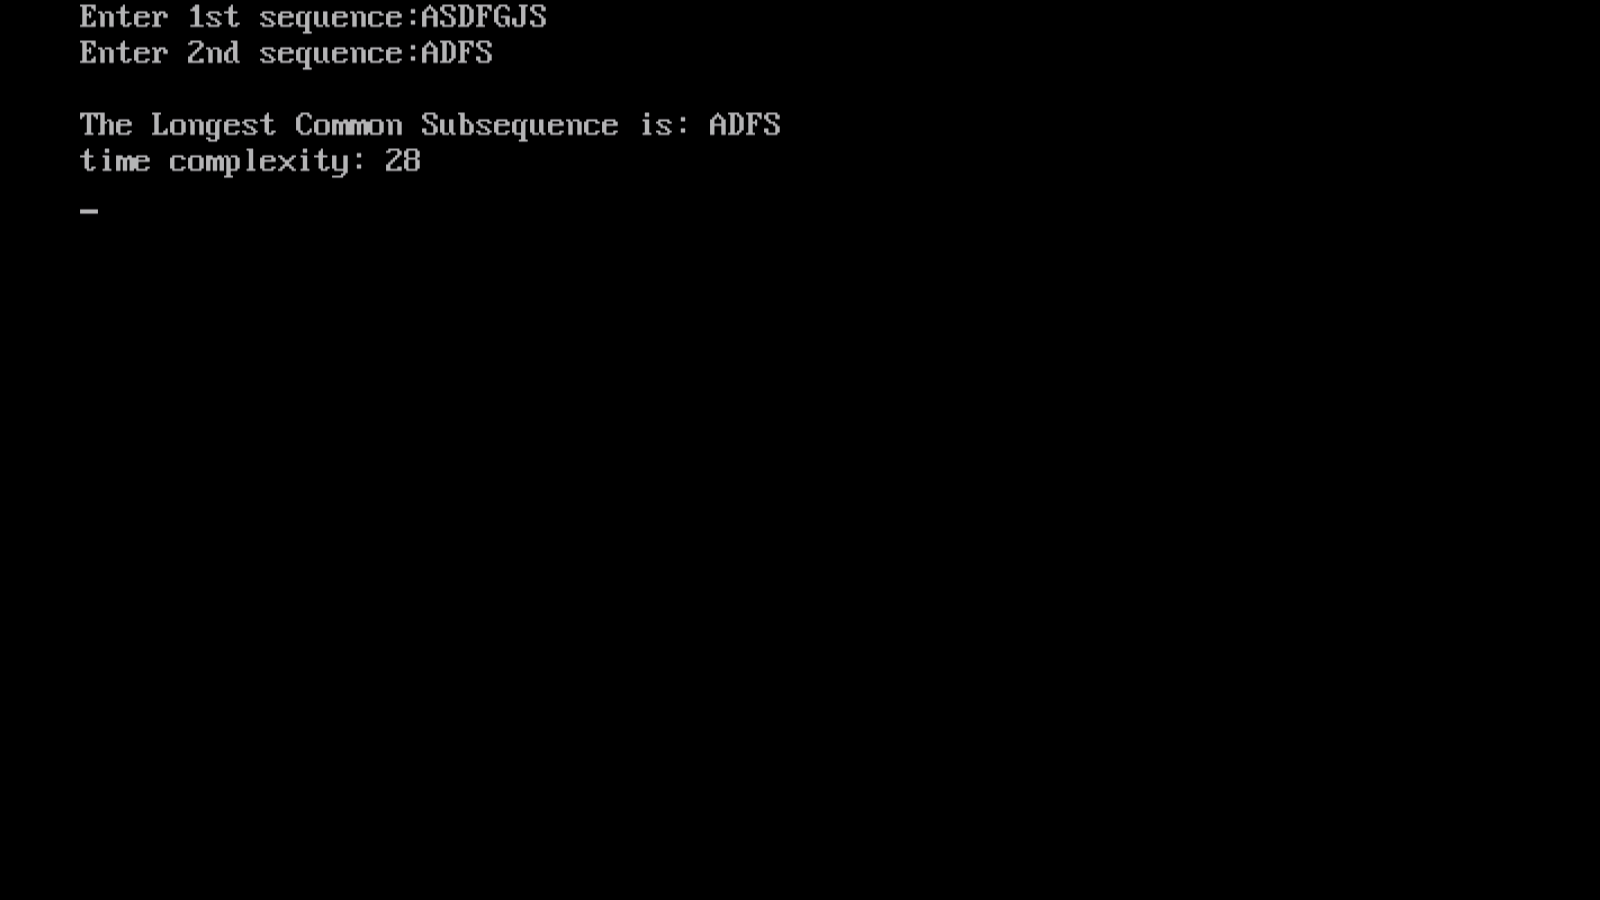 Enter 1st sequence:ASDFGJS
Enter 2nd sequence:ADFS
The Longest Common Subsequence is: ADFS
time complexity: 28
_